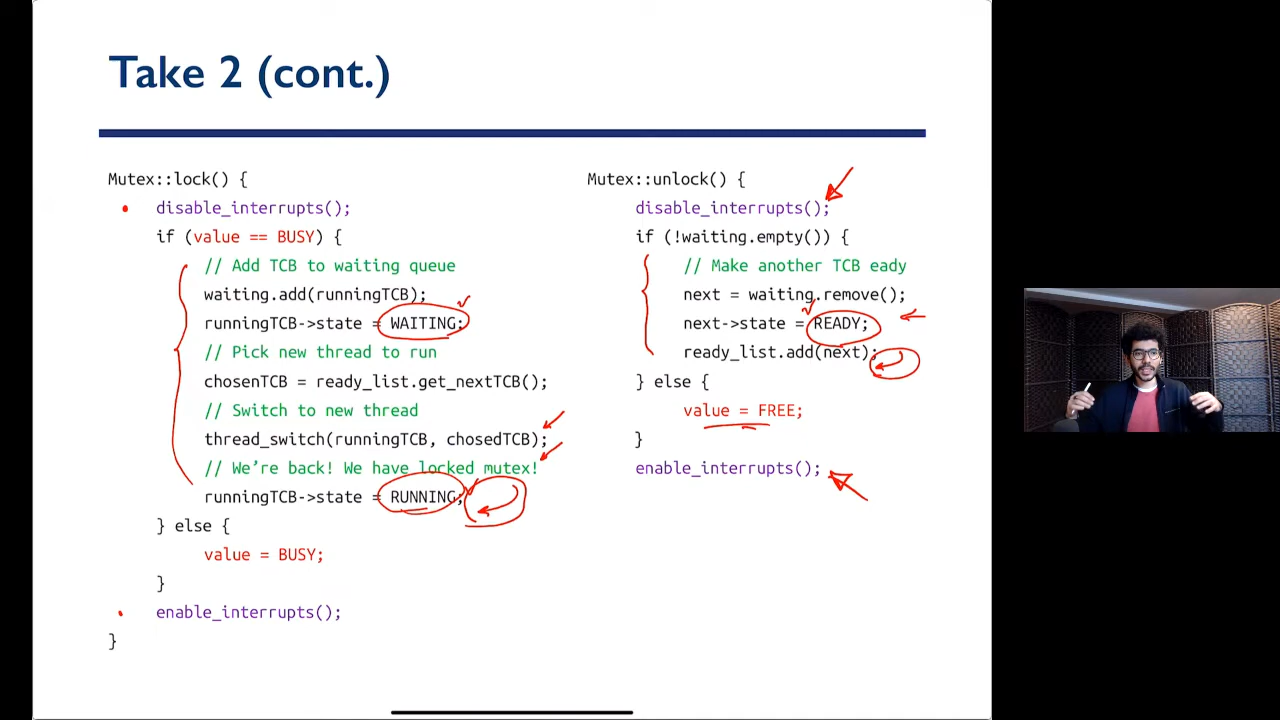 Take 2 (cont.)
Mutex::lock() {
disable_interrupts();
if (value == BUSY) {
// Add TCB to waiting queue
waiting.add(runningTCB);
runningTCB->state = WAITING;
// Pick new thread to run
chosenTCB = ready_list.get_nextTCB();
// Switch to new thread
thread_switch(runningTCB, chosedTCB);
// We're back! We have locked mutex!
runningTCB->state = RUNNING;
} else {
value = BUSY;
}
enable_interrupts();
}
Mutex::unlock() {
disable_interrupts();
if (!waiting.empty()) {
// Make another TCB eady
next = waiting.remove();
next->state = READY;
ready_list.add(next);
} else {
value = FREE;
}
enable_interrupts();